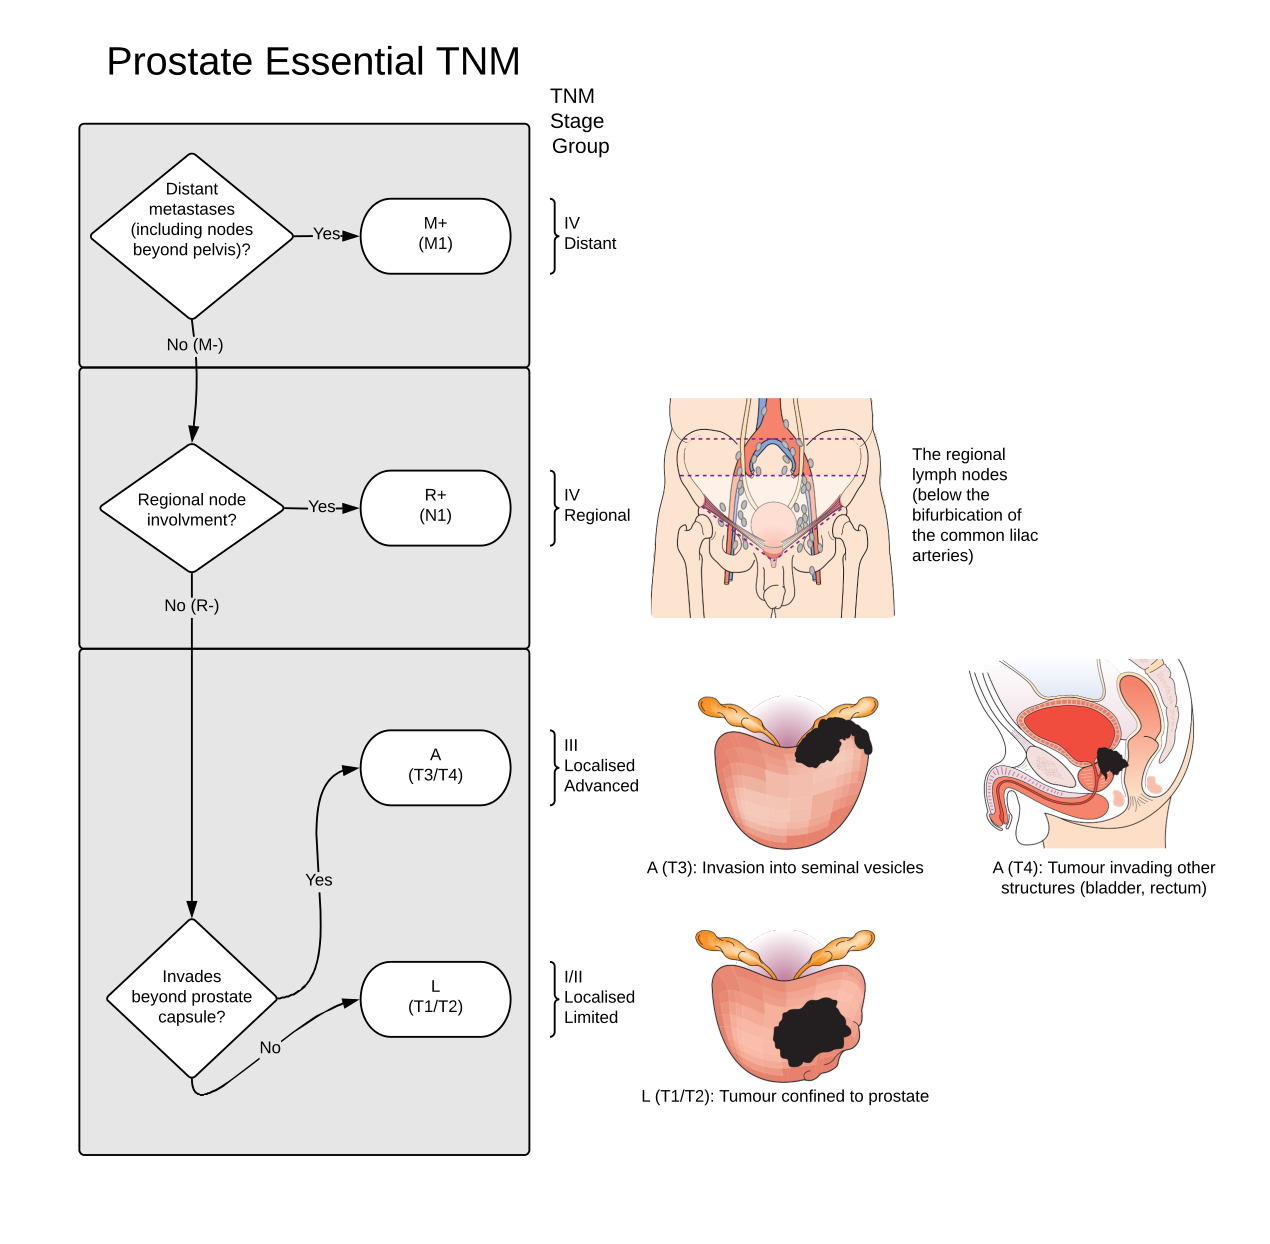 Prostate Essential TNM
TNM
Stage
Group
Distant
metastases
(including nodes
beyond pelvis)?
Yes
M+
(M1)
IV
Distant
No (M-)
Regional node
involvment?
Yes
R+
(N1)
IV
Regional
The regional
lymph nodes
(below the
bifurbication of
the common lilac
arteries)
No (R-)
A
(T3/T4)
III
Localised
Advanced
A (T3): Invasion into seminal vesicles
A (T4): Tumour invading other
structures (bladder, rectum)
Yes
Invades
beyond prostate
capsule?
No
L
(T1/T2)
I/II
Localised
Limited
L (T1/T2): Tumour confined to prostate